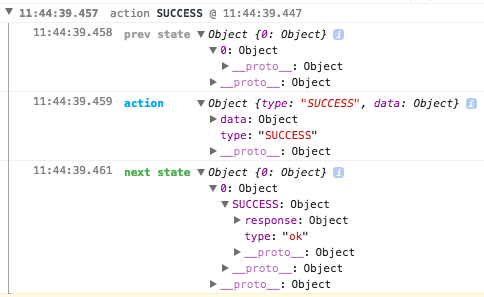 11:44:39.457 action SUCCESS @ 11:44:39.447
11:44:39.458 prev state Object {0: Object} i
0: Object
__proto__: Object
__proto__: Object
11:44:39.459 action Object {type: "SUCCESS", data: Object} i
data: Object
type: "SUCCESS"
__proto__: Object
11:44:39.461 next state Object {0: Object} i
0: Object
SUCCESS: Object
response: Object
type: "ok"
__proto__: Object
__proto__: Object
__proto__: Object